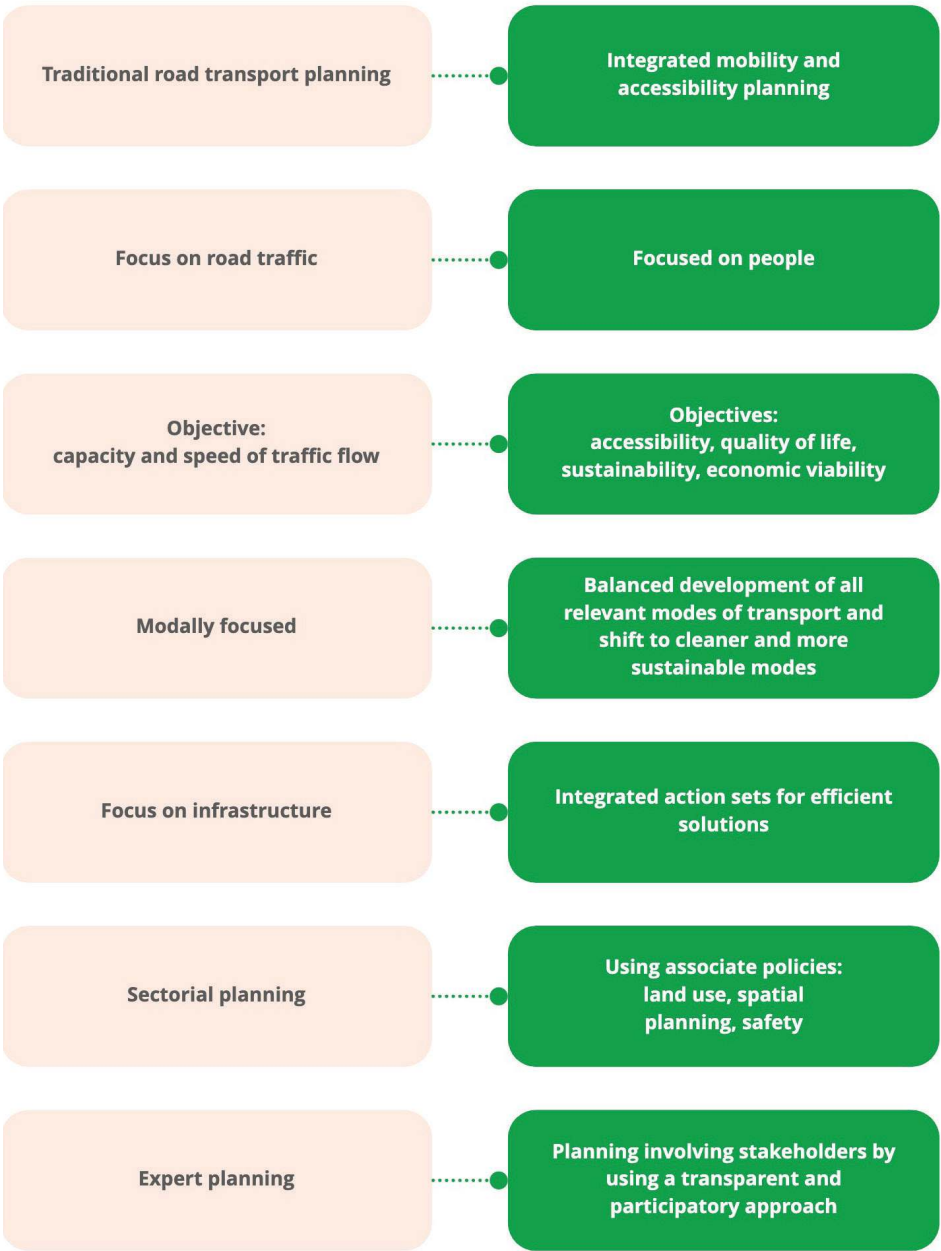 Traditional road transport planning
Integrated mobility and
accessibility planning
Focus on road traffic
Focused on people
Objective:
capacity and speed of traffic flow
Objectives:
accessibility, quality of life,
sustainability, economic viability
Modally focused
Balanced development of all
relevant modes of transport and
shift to cleaner and more
sustainable modes
Focus on infrastructure
Integrated action sets for efficient
solutions
Sectorial planning
Using associate policies:
land use, spatial
planning, safety
Expert planning
Planning involving stakeholders by
using a transparent and
participatory approach